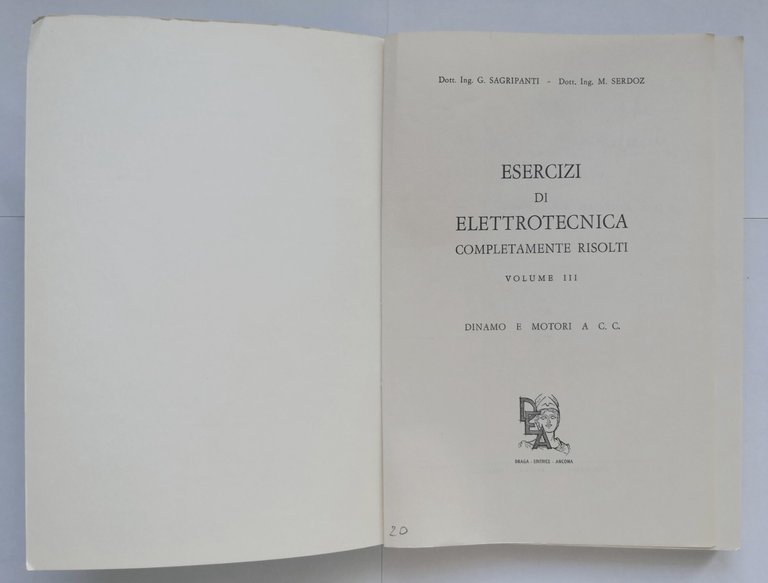 Dott. Ing. G. SAGRIPANTI - Dott. Ing. M. SERDOZ
ESERCIZI
DI
ELETTROTECNICA
COMPLETAMENTE RISOLTI
VOLUME III
DINAMO E MOTORI A C. C.
DEA
DRAGA - EDITRICE - ANCONA
20